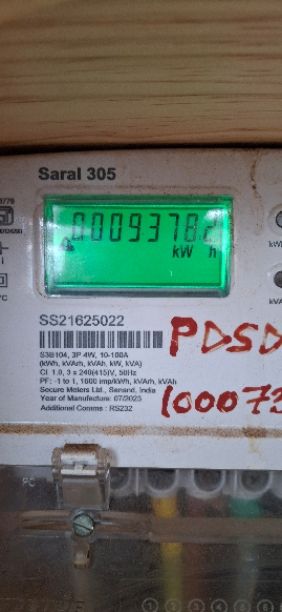 Saral 305
00093782
kW h
SS21625022
S3B104, 3P 4W, 10-100A
(kWh, kVArh, kVAh, kW, kVA)
Cl. 1.0, 3 x 240(415)V, 50Hz
PF: -1 to 1, 1600 imp/kWh, kVArh, kVAh
Secure Meters Ltd., Sanand, India
Year of Manufacture: 07/2023
Additional Comms : RS232
PDSD
100073